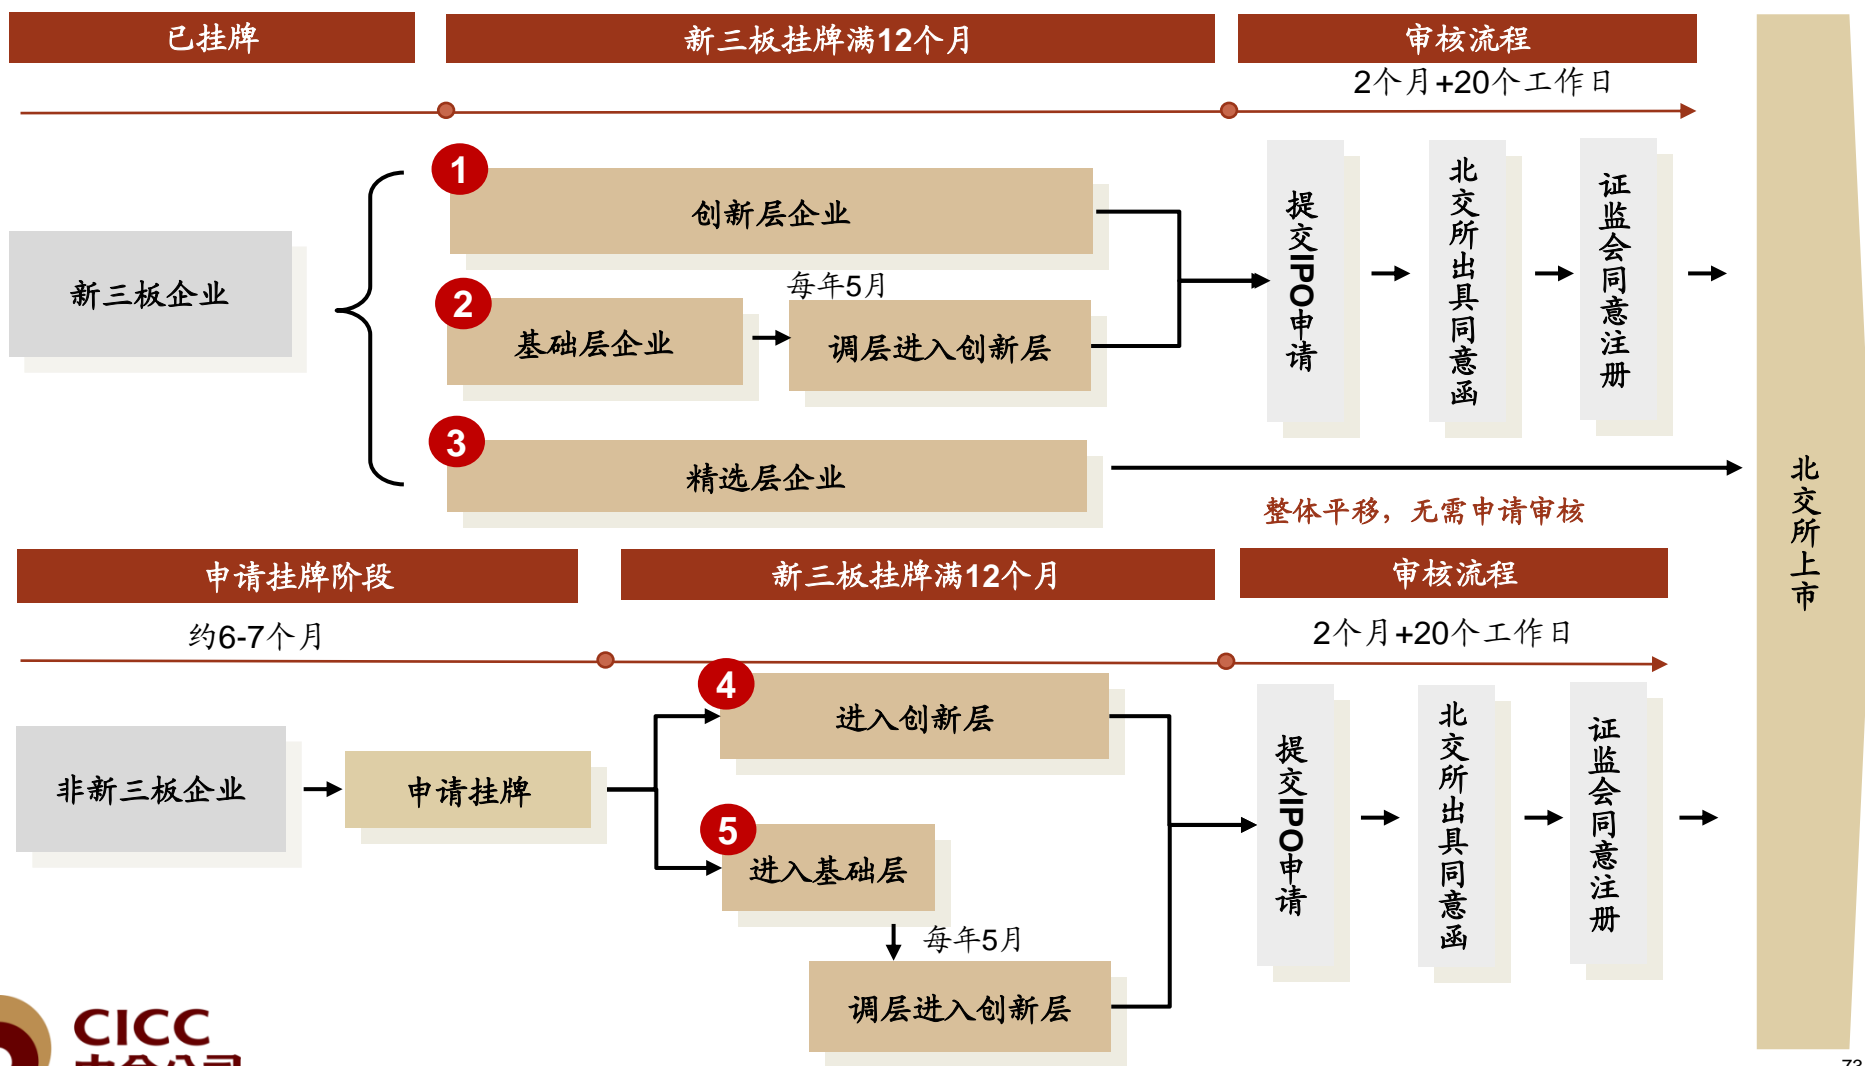 已挂牌
新三板挂牌满12个月
审核流程
2个月+20个工作日
新三板企业
1
创新层企业
2
基础层企业
每年5月
调层进入创新层
3
精选层企业
提交IPO申请
北交所出具同意函
证监会同意注册
整体平移，无需申请审核
北交所上市
申请挂牌阶段
新三板挂牌满12个月
审核流程
约6-7个月
2个月+20个工作日
非新三板企业
申请挂牌
4
进入创新层
5
进入基础层
每年5月
调层进入创新层
提交IPO申请
北交所出具同意函
证监会同意注册
CICC
中金公司
73